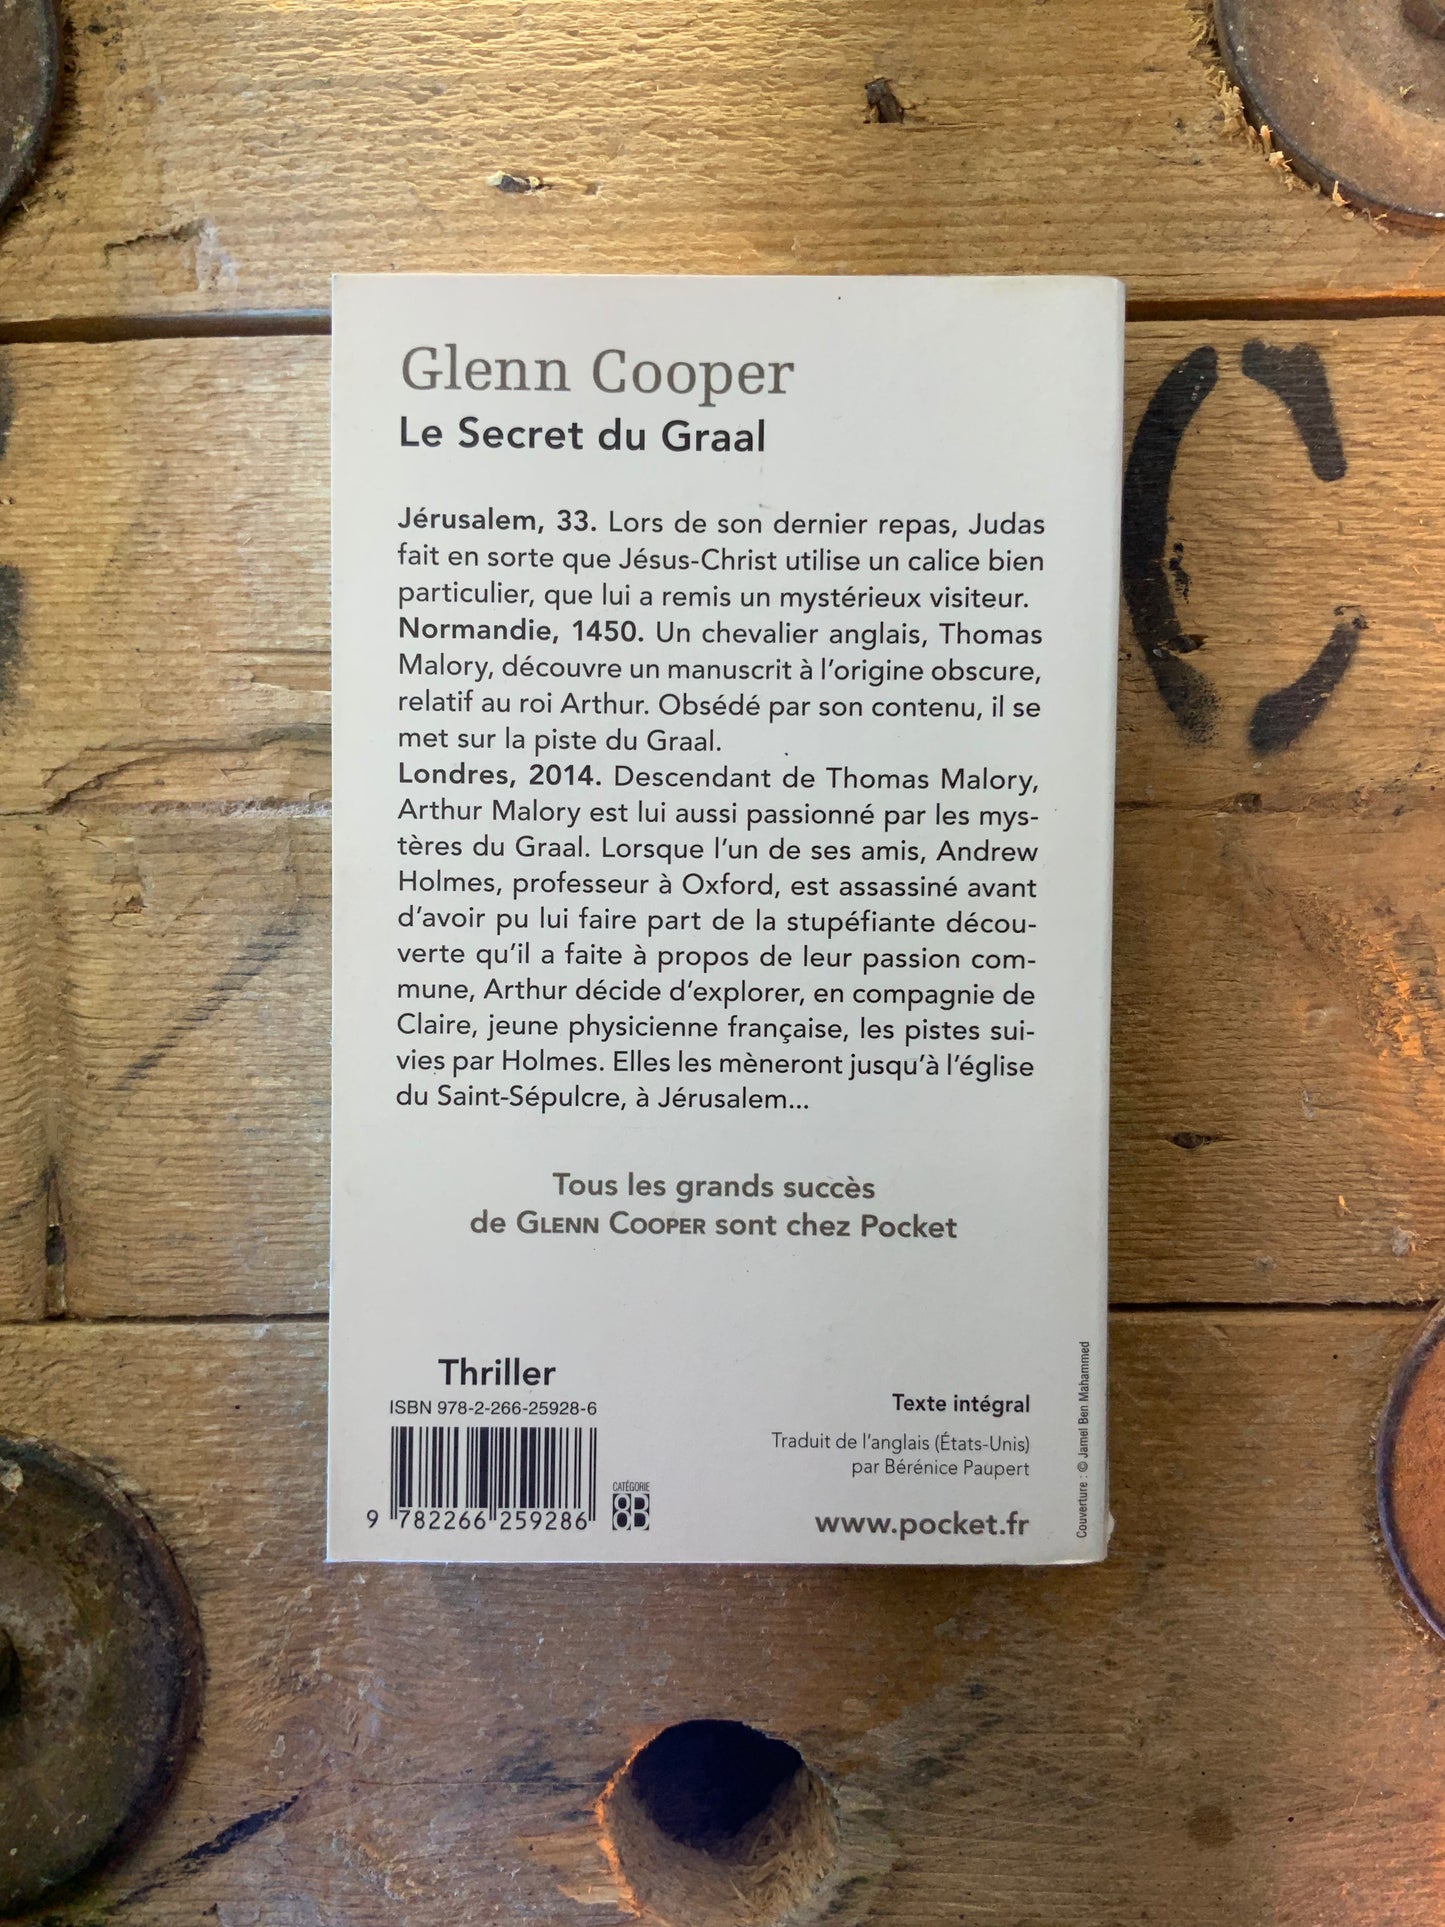 Glenn Cooper
Le Secret du Graal
Jérusalem, 33. Lors de son dernier repas, Judas
fait en sorte que Jésus-Christ utilise un calice bien
particulier, que lui a remis un mystérieux visiteur.
Normandie, 1450. Un chevalier anglais, Thomas
Malory, découvre un manuscrit à l'origine obscure,
relatif au roi Arthur. Obsédé par son contenu, il se
met sur la piste du Graal.
Londres, 2014. Descendant de Thomas Malory,
Arthur Malory est lui aussi passionné par les mys-
tères du Graal. Lorsque l'un de ses amis, Andrew
Holmes, professeur à Oxford, est assassiné avant
d'avoir pu lui faire part de la stupéfiante décou-
verte qu'il a faite à propos de leur passion com-
mune, Arthur décide d'explorer, en compagnie de
Claire, jeune physicienne française, les pistes sui-
vies par Holmes. Elles les mèneront jusqu'à l'église
du Saint-Sépulcre, à Jérusalem...
Tous les grands succès
de GLENN COOPER sont chez Pocket
Thriller
ISBN 978-2-266-25928-6
9 782266 259286
CATÉGORIE
8B
Texte intégral
Traduit de l'anglais (États-Unis)
par Bérénice Paupert
www.pocket.fr
Couverture : © Jamel Ben Mahammed
C